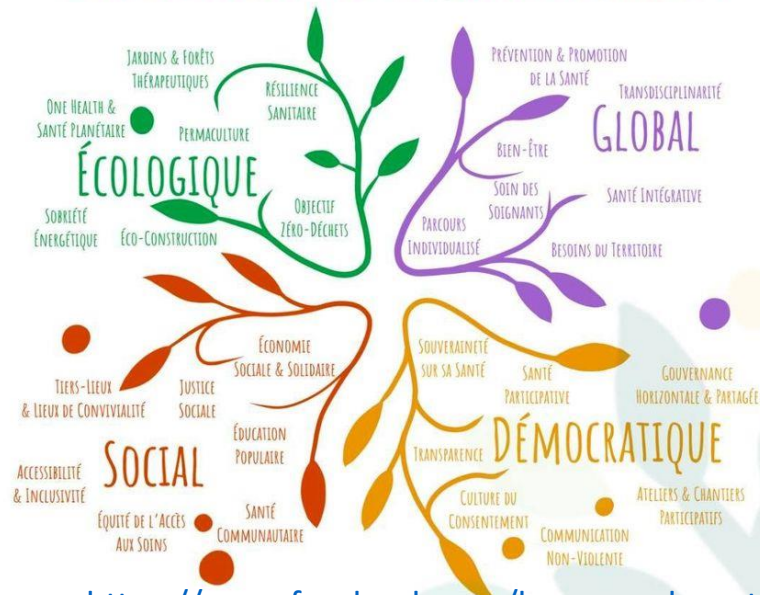 JARDINS & FORÊTS
THÉRAPEUTIQUES
RÉSILIENCE
SANITAIRE
ONE HEALTH &
SANTÉ PLANÉTAIRE
PERMACULTURE
ÉCOLOGIQUE
OBJECTIF
ZÉRO-DÉCHETS
SOBRIÉTÉ
ÉNERGÉTIQUE
ÉCO-CONSTRUCTION
PRÉVENTION & PROMOTION
DE LA SANTÉ
TRANSDISCIPLINARITÉ
GLOBAL
BIEN-ÊTRE
SOIN DES
SOIGNANTS
SANTÉ INTÉGRATIVE
PARCOURS
INDIVIDUALISÉ
BESOINS DU TERRITOIRE
ÉCONOMIE
SOCIALE & SOLIDAIRE
TIERS-LIEUX
& LIEUX DE CONVIVIALITÉ
JUSTICE
SOCIALE
ÉDUCATION
POPULAIRE
SOCIAL
ACCESSIBILITÉ
& INCLUSIVITÉ
ÉQUITÉ DE L'ACCÈS
AUX SOINS
SANTÉ
COMMUNAUTAIRE
SOUVERAINETÉ
SUR SA SANTÉ
SANTÉ
PARTICIPATIVE
GOUVERNANCE
HORIZONTALE & PARTAGÉE
TRANSPARENCE
DÉMOCRATIQUE
CULTURE DU
CONSENTEMENT
ATELIERS & CHANTIERS
PARTICIPATIFS
COMMUNICATION
NON-VIOLENTE